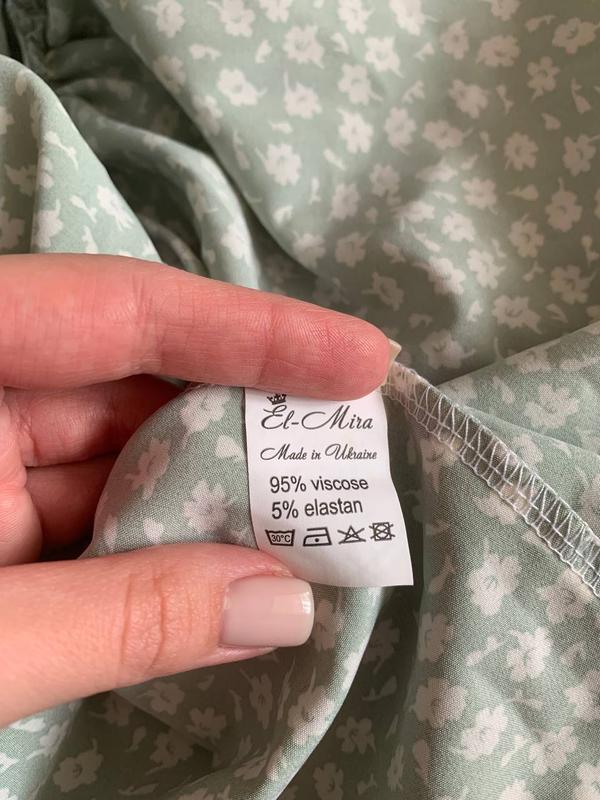 El-Mira
Made in Ukraine
95% viscose
5% elastan
30°C